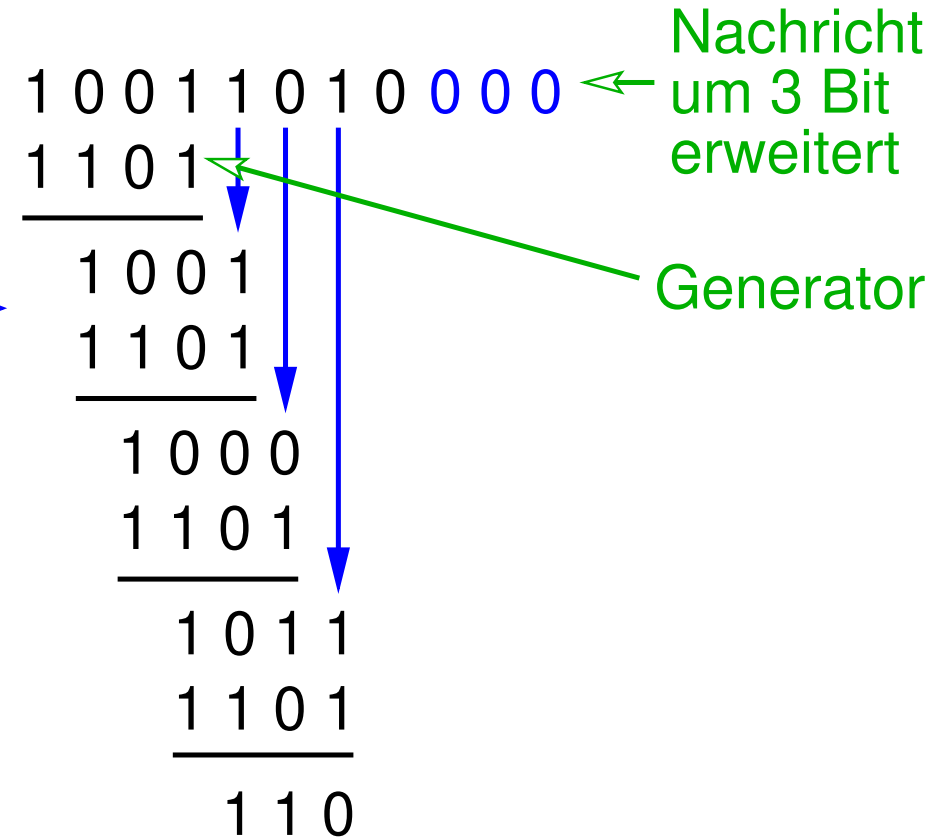 Nachricht
1 0 0 1 1 0 1 0 0 0 0
um 3 Bit
1 1 0 1
erweitert
1 0 0 1
Generator
1 1 0 1
1 0 0 0
1 1 0 1
1 0 1 1
1 1 0 1
1 1 0